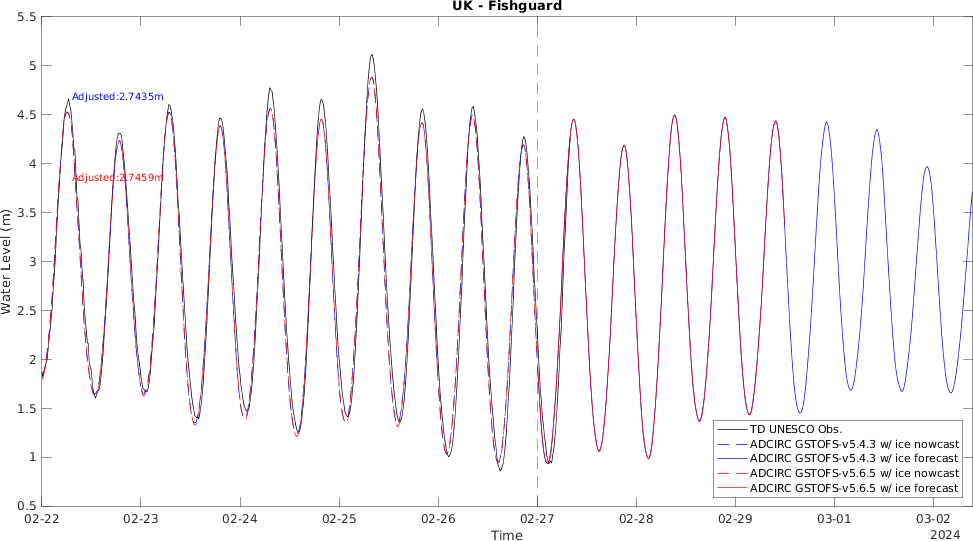 UK - Fishguard
5.5
5
4.5
4
3.5
3
2.5
2
1.5
1
0.5
Water Level (m)
Adjusted:2.7435m
Adjusted:2.7459m
TD UNESCO Obs.
ADCIRC GSTOFS-v5.4.3 w/ ice nowcast
ADCIRC GSTOFS-v5.4.3 w/ ice forecast
ADCIRC GSTOFS-v5.6.5 w/ ice nowcast
ADCIRC GSTOFS-v5.6.5 w/ ice forecast
02-22 02-23 02-24 02-25 02-26 02-27 02-28 02-29 03-01 03-02
2024
Time